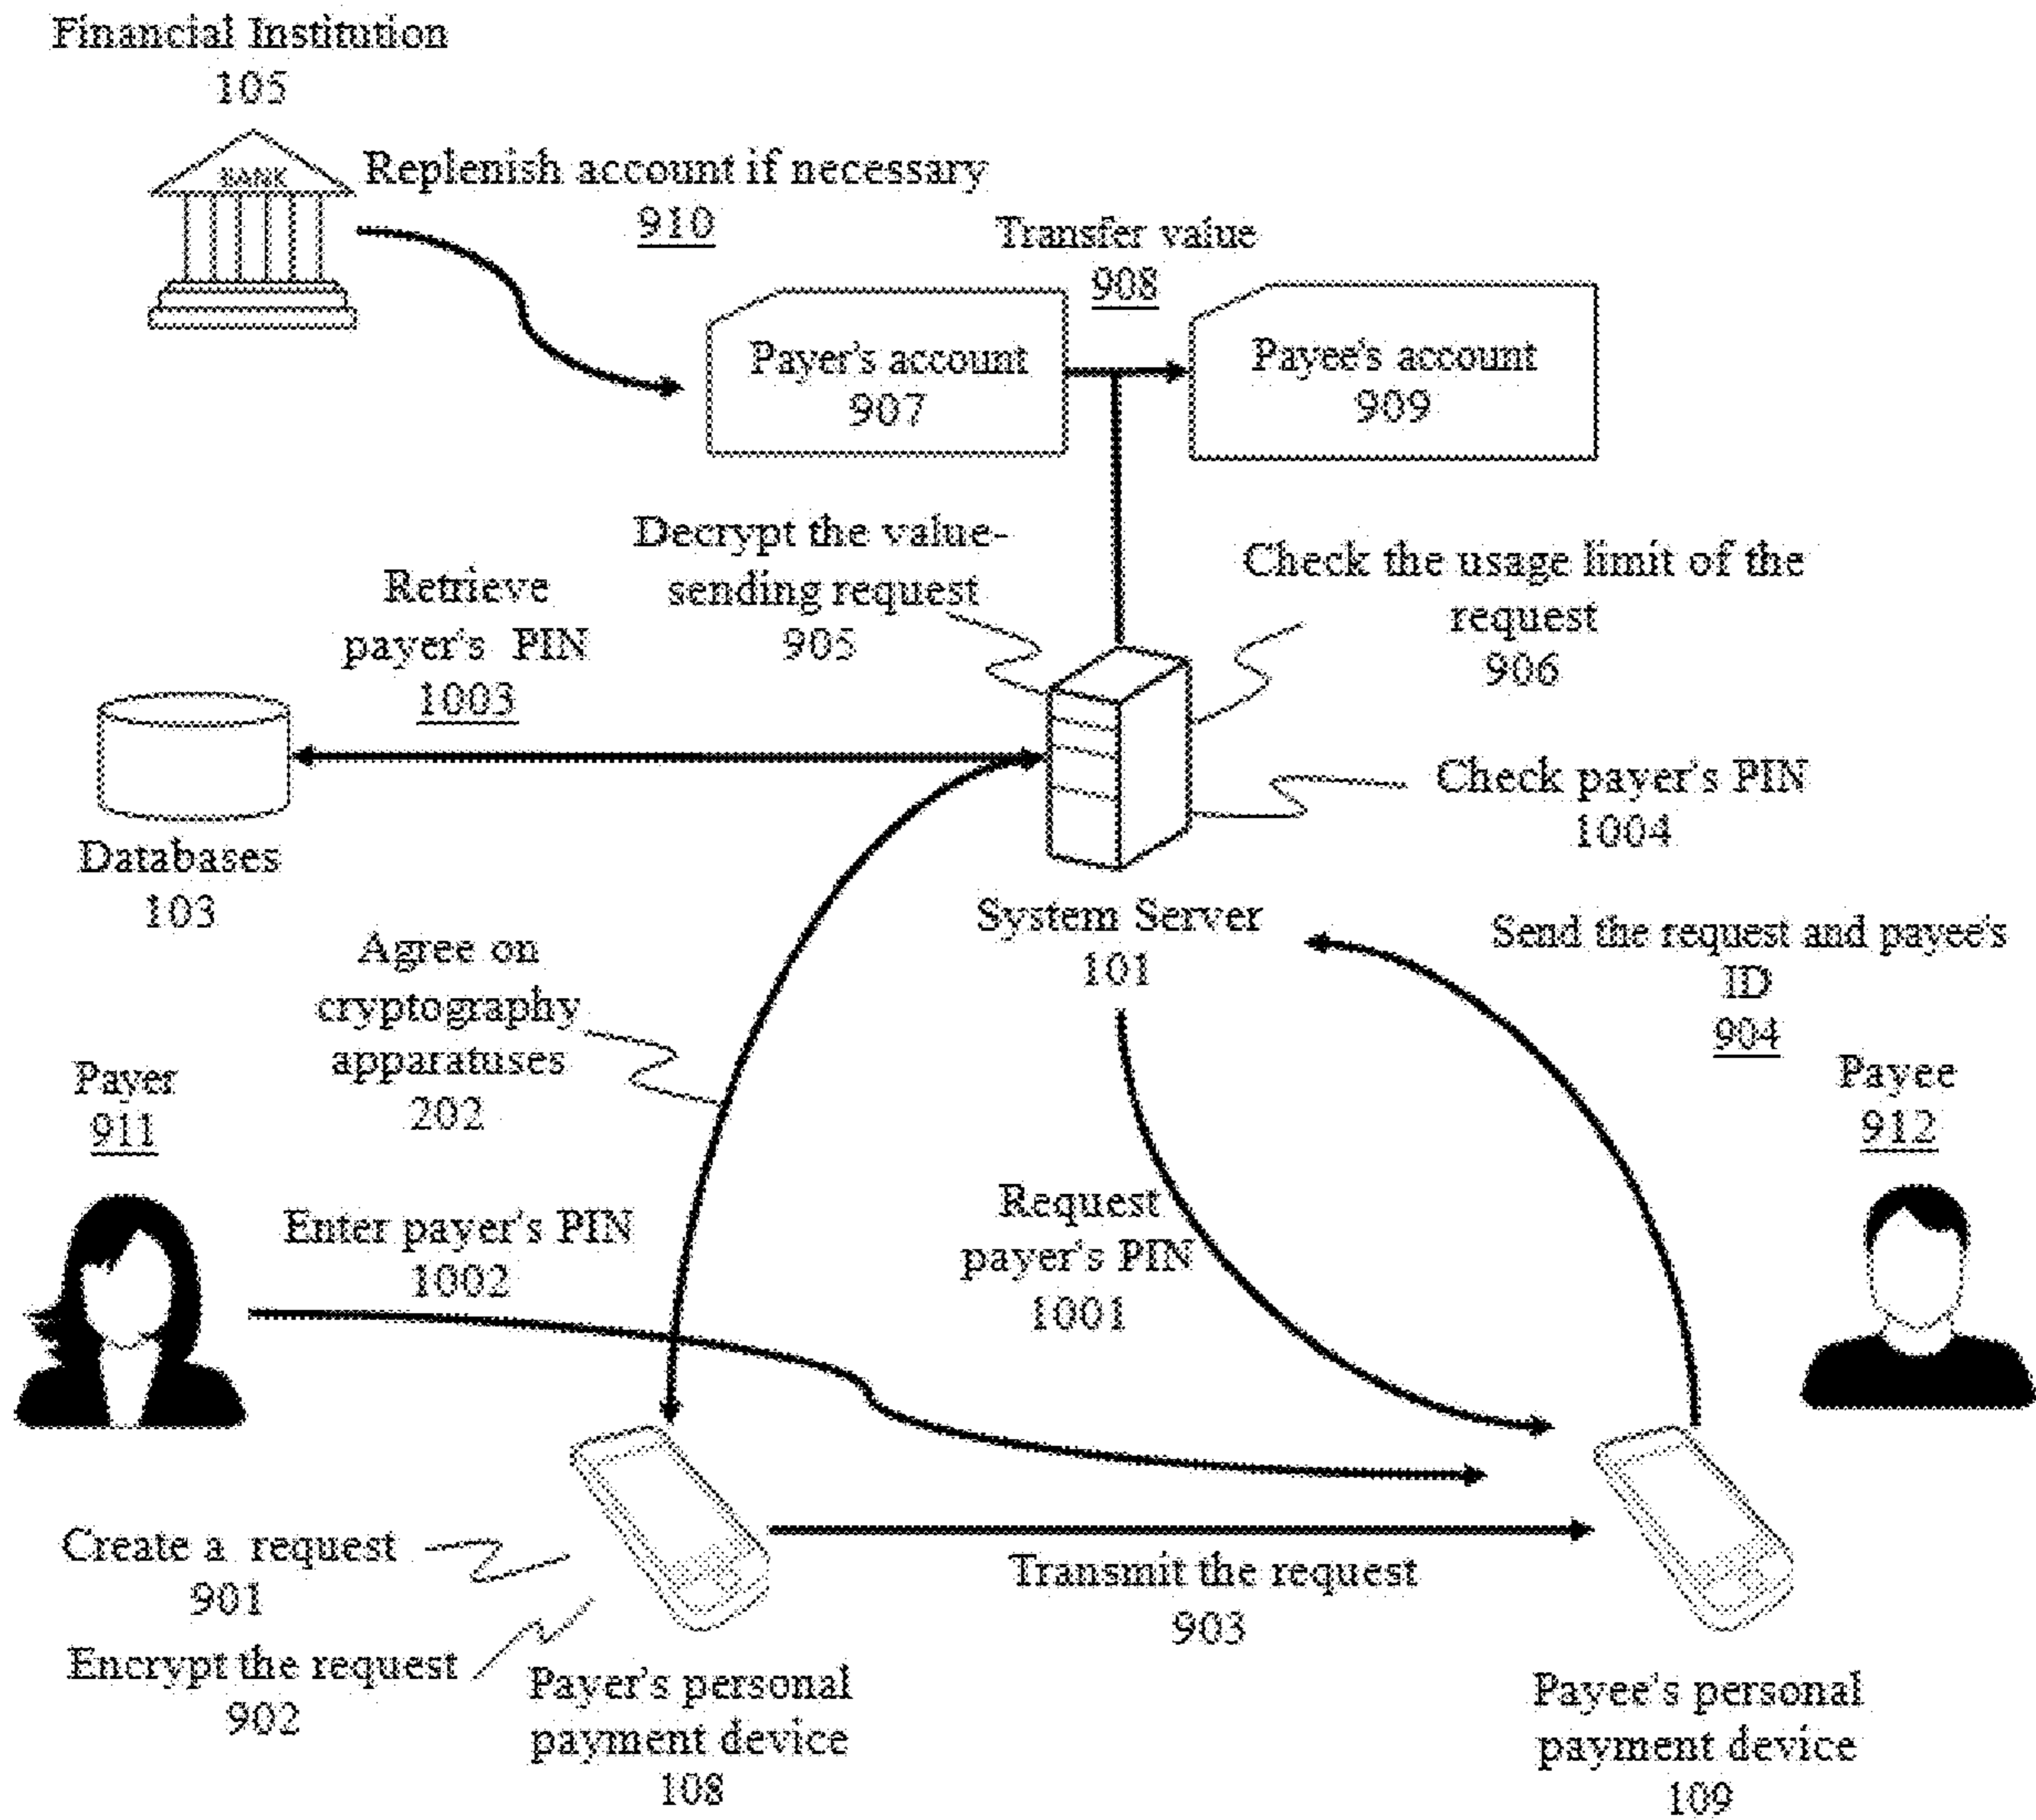 Financial Institution
105
BANK
Replenish account if necessary
910
Transfer value
908
Payer's account
907
Payee's account
909
Decrypt the value-
sending request
905
Check the usage limit of the
request
906
Retrieve
payer's PIN
1003
Check payer's PIN
1004
Databases
103
System Server
101
Send the request and payee's
ID
904
Agree on
cryptography
apparatuses
202
Payer
911
Payee
912
Enter payer's PIN
1002
Request
payer's PIN
1001
Create a request
901
Encrypt the request
902
Transmit the request
903
Payer's personal
payment device
108
Payee's personal
payment device
109